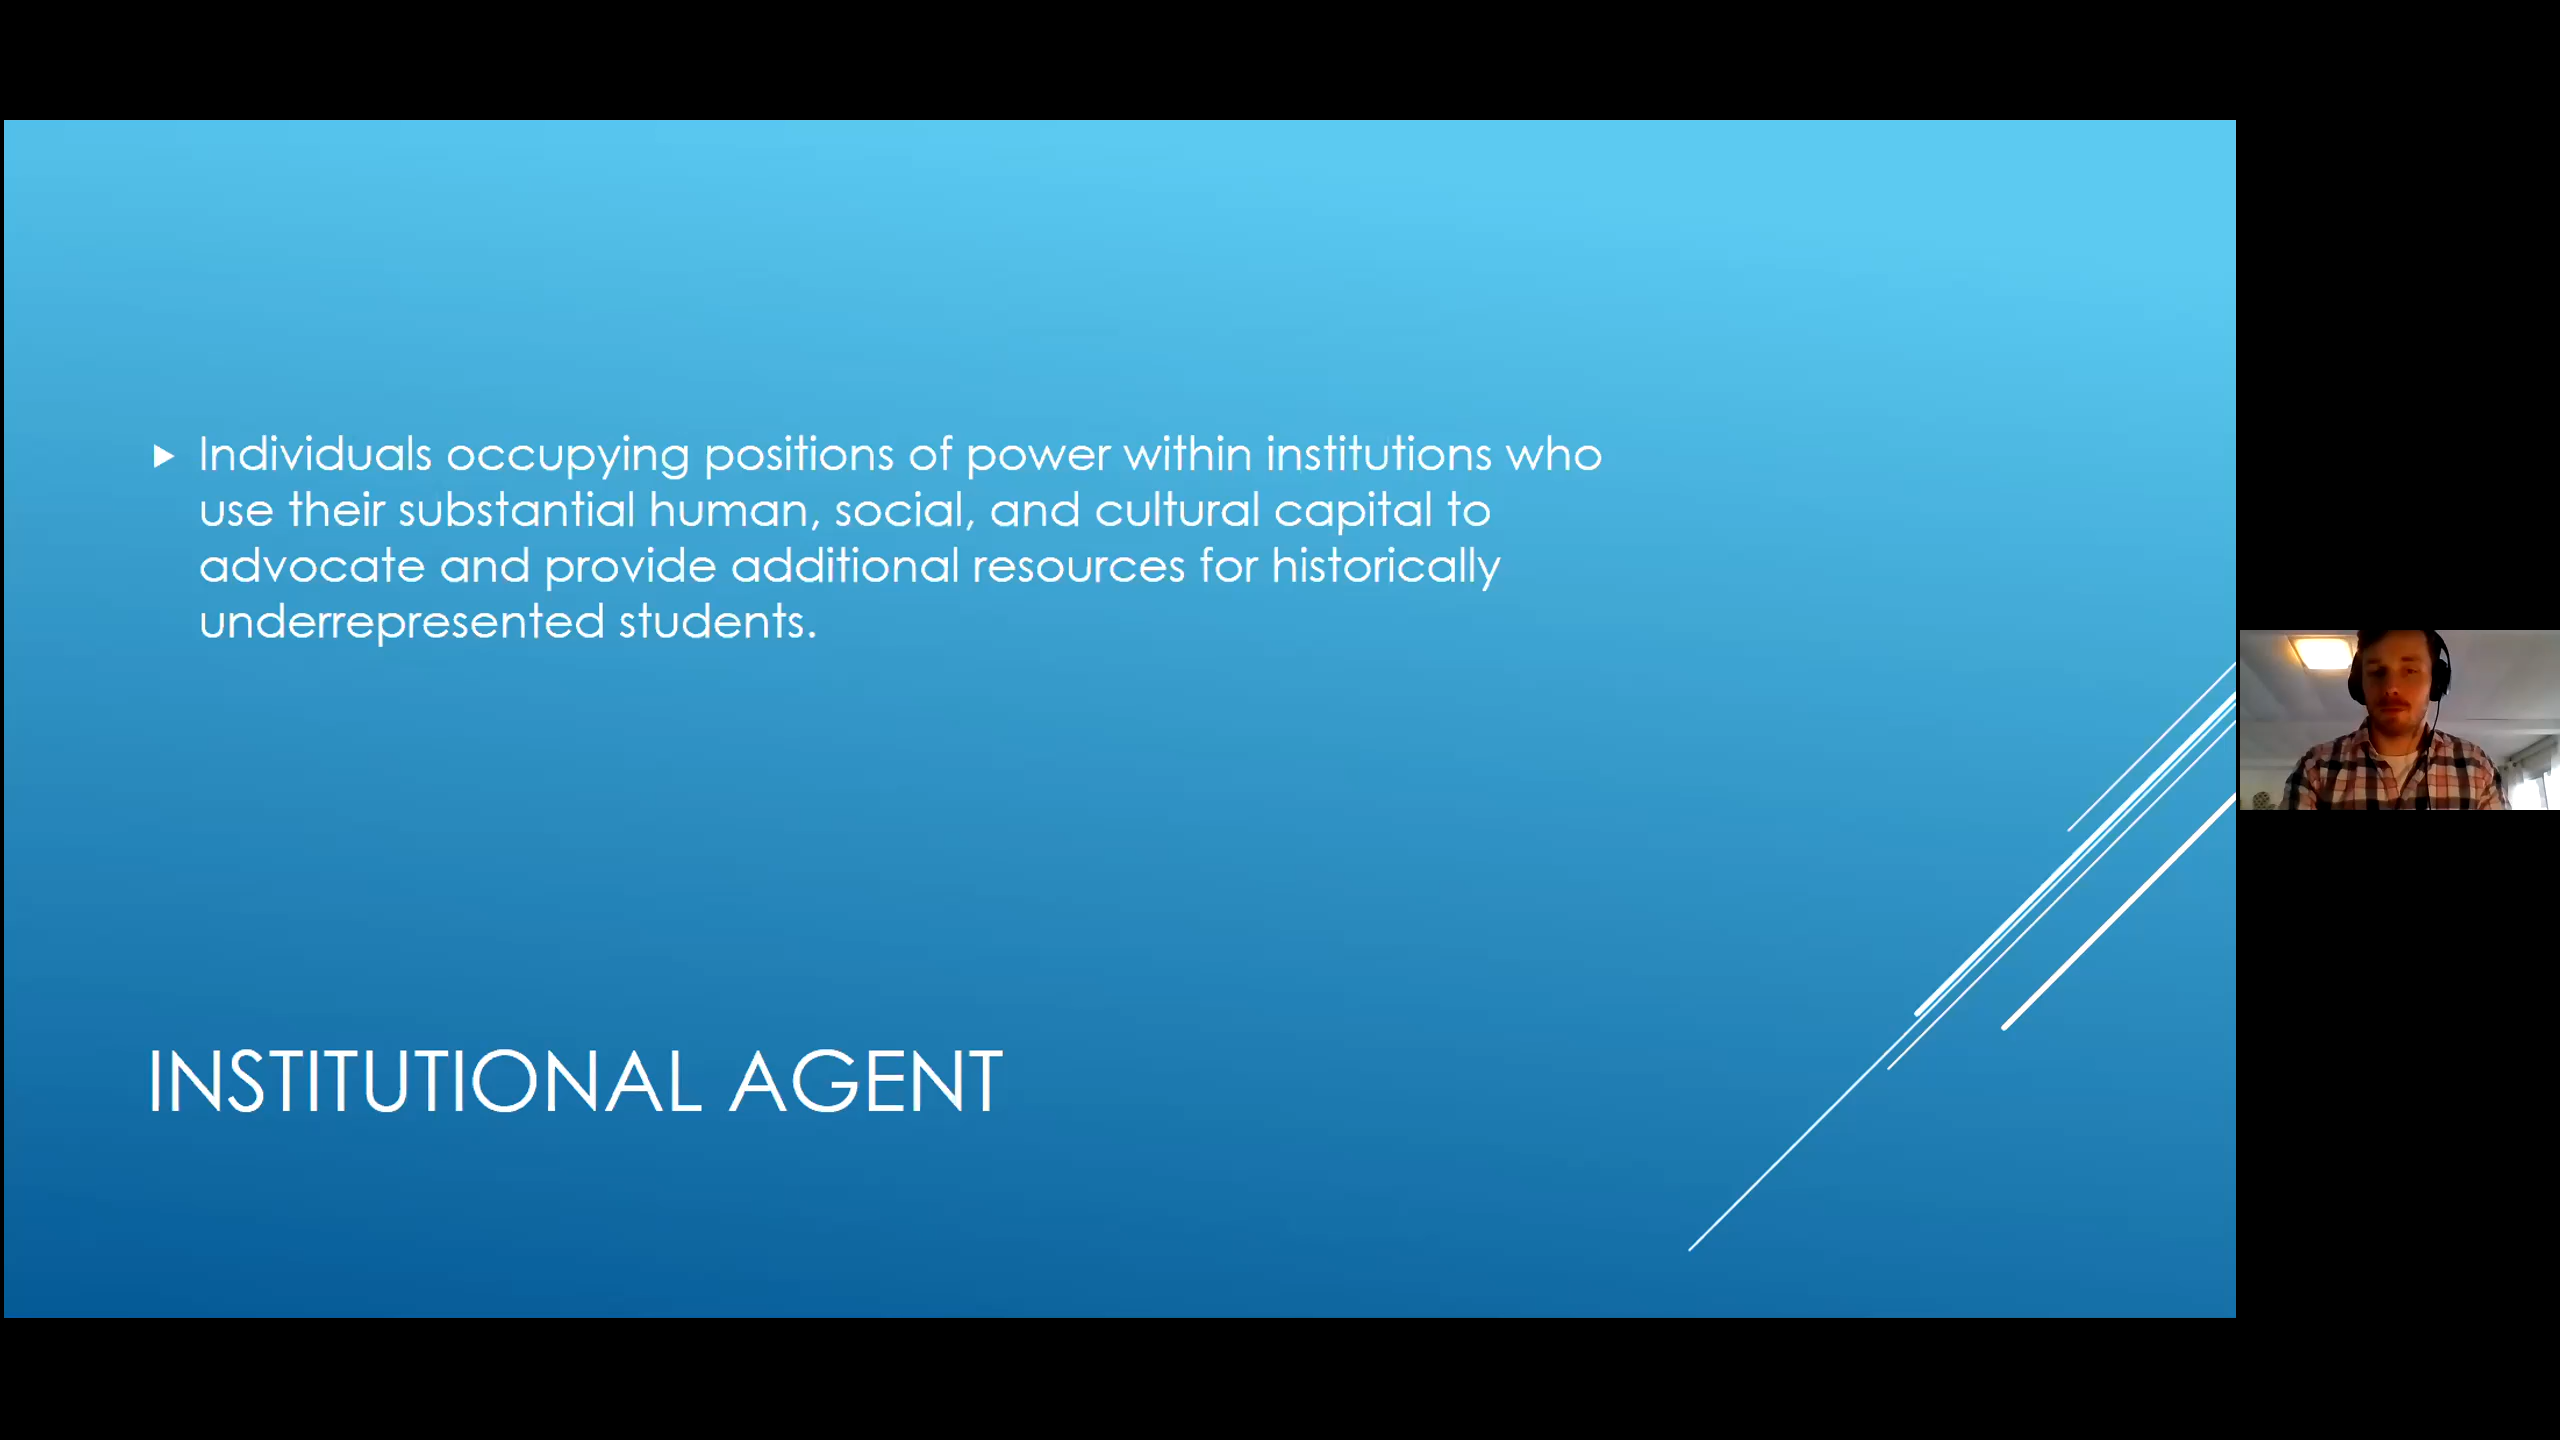 Individuals occupying positions of power within institutions who
use their substantial human, social, and cultural capital to
advocate and provide additional resources for historically
underrepresented students.
INSTITUTIONAL AGENT